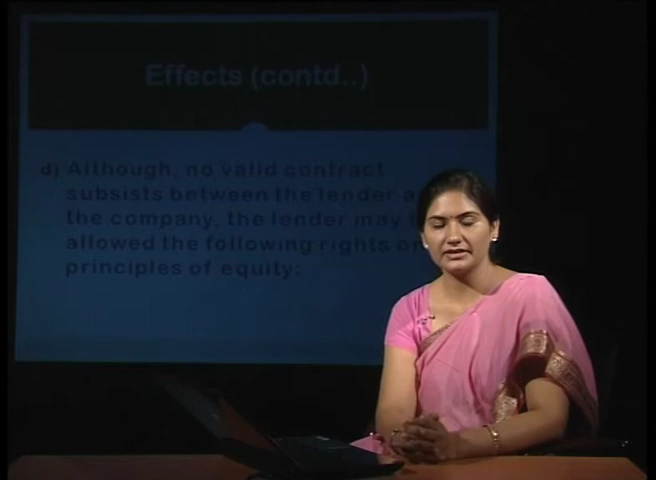 Effects (contd..)
d) Although, no valid contract
subsists between the lender
the company, the lender may
allowed the following rights
principles of equity: